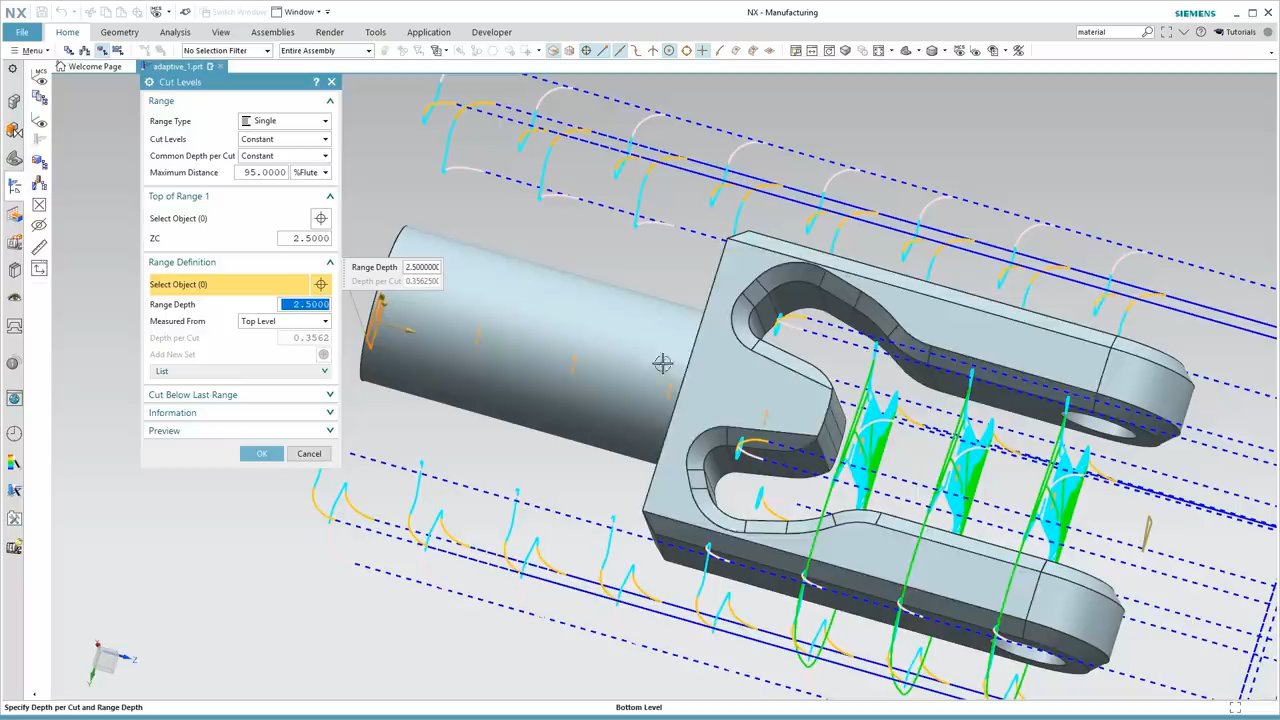 NX
Switch Window
Window
NX - Manufacturing
SIEMENS
File
Home
Geometry
Analysis
View
Assemblies
Render
Tools
Application
Developer
material
Tutorials
Menu
No Selection Filter
Entire Assembly
Welcome Page
adaptive_1.prt
MCS
Cut Levels
?
Range
Range Type
Single
Cut Levels
Constant
Common Depth per Cut
Constant
Maximum Distance
95.0000
%Flute
Top of Range 1
Select Object (0)
ZC
2.5000
Range Definition
Select Object (0)
Range Depth
2.5000
Measured From
Top Level
Depth per Cut
0.3562
Add New Set
List
Cut Below Last Range
Information
Preview
OK
Cancel
Range Depth
2.5000000
Depth per Cut
0.356250
Z
Specify Depth per Cut and Range Depth
Bottom Level